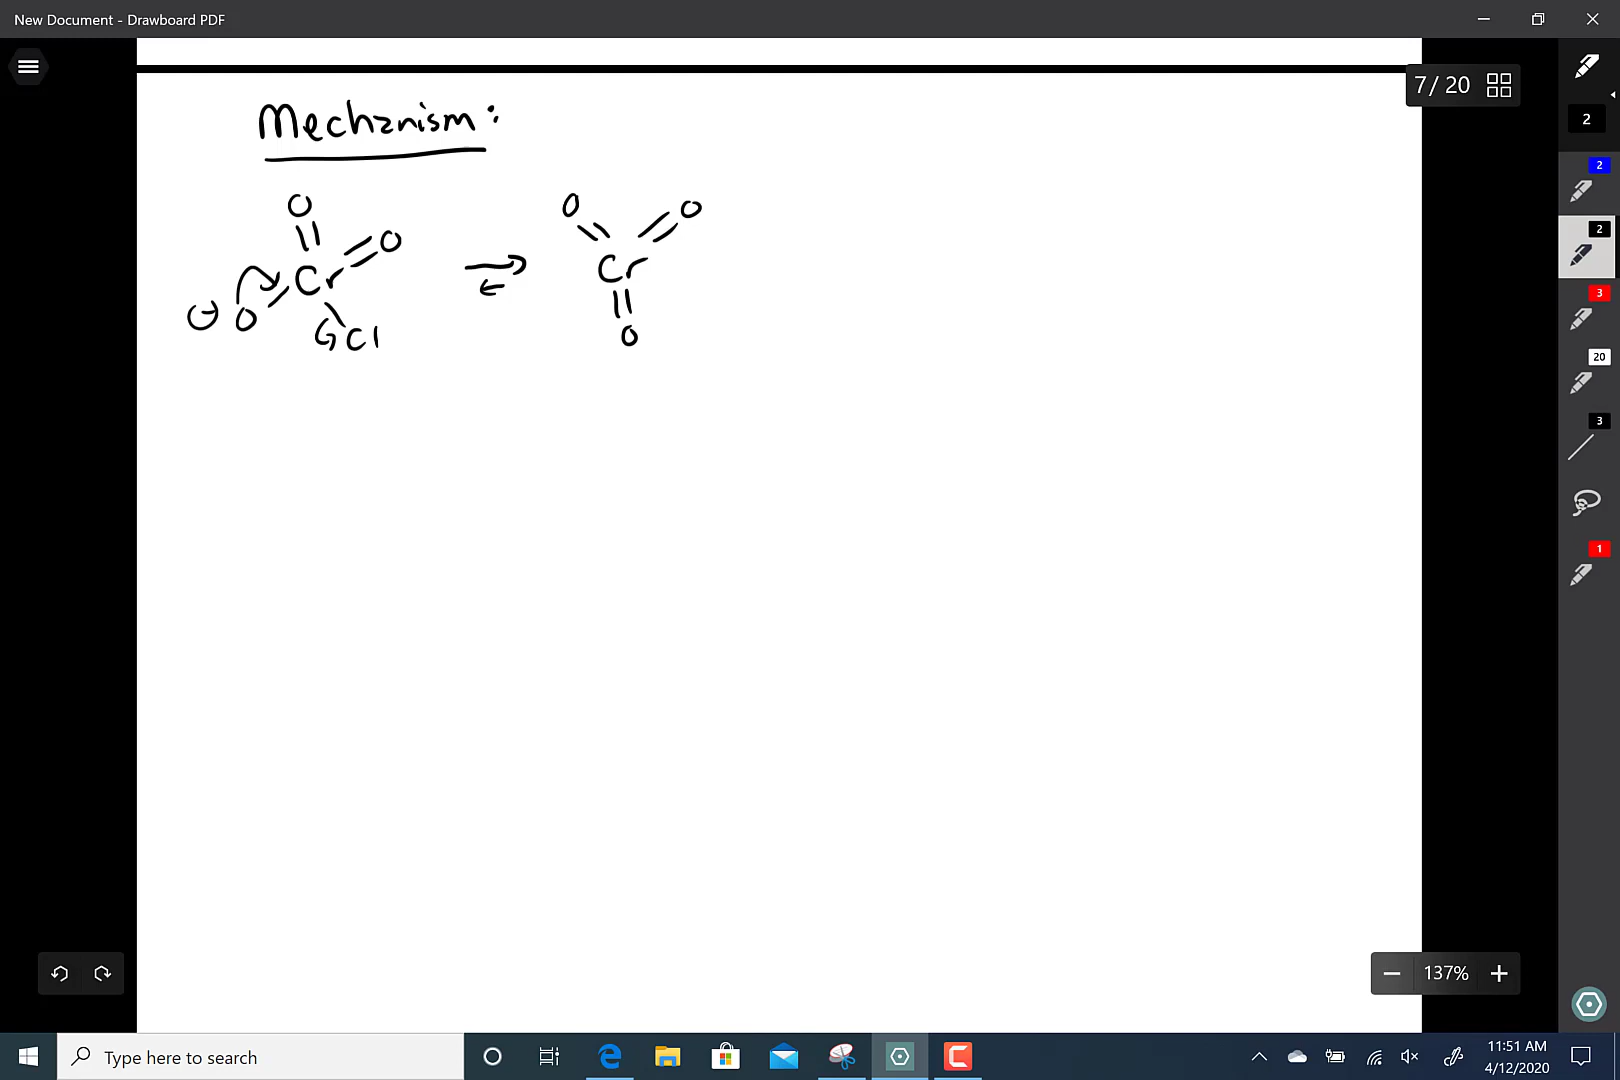 New Document - Drawboard PDF
7 / 20
Mechanism:
O
O
Cr
⊖ O
Cl
⇌
O
O
Cr
O
2
2
2
3
20
3
1
137%
Type here to search
11:51 AM
4/12/2020